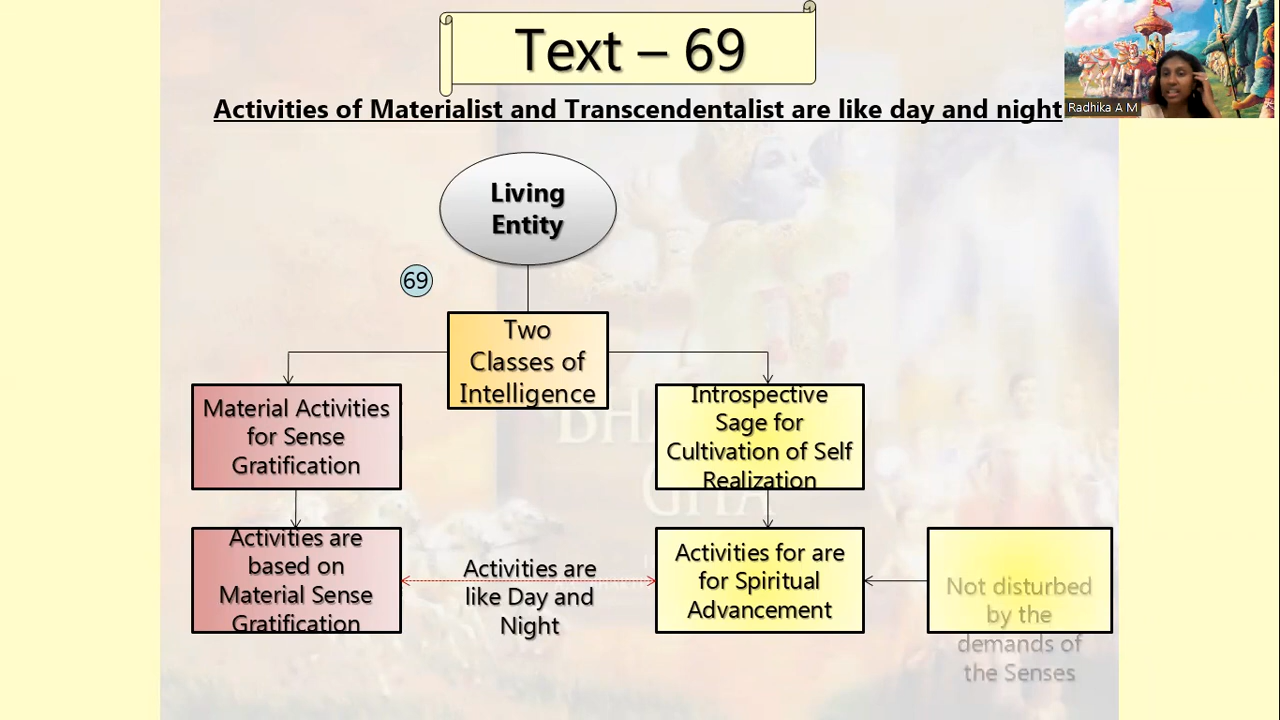 Text – 69
Radhika A M
Activities of Materialist and Transcendentalist are like day and night
Living
Entity
69
Two
Classes of
Intelligence
Material Activities
for Sense
Gratification
Introspective
Sage for
Cultivation of Self
Realization
Activities are
based on
Material Sense
Gratification
Activities are
like Day and
Night
Activities for are
for Spiritual
Advancement
Not disturbed
by the
demands of
the Senses